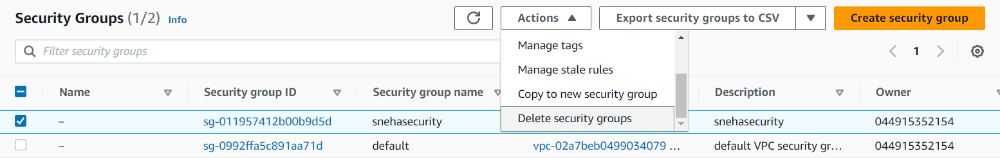 Security Groups (1/2) Info
Actions
Export security groups to CSV
Create security group
Filter security groups
Manage tags
Manage stale rules
Copy to new security group
Delete security groups
1
Name Security group ID Security group name Description Owner
– sg-011957412b00b9d5d snehasecurity snehasecurity 044915352154
– sg-0992ffa5c891aa71d default vpc-02a7beb0499034079 ... default VPC security gr... 044915352154